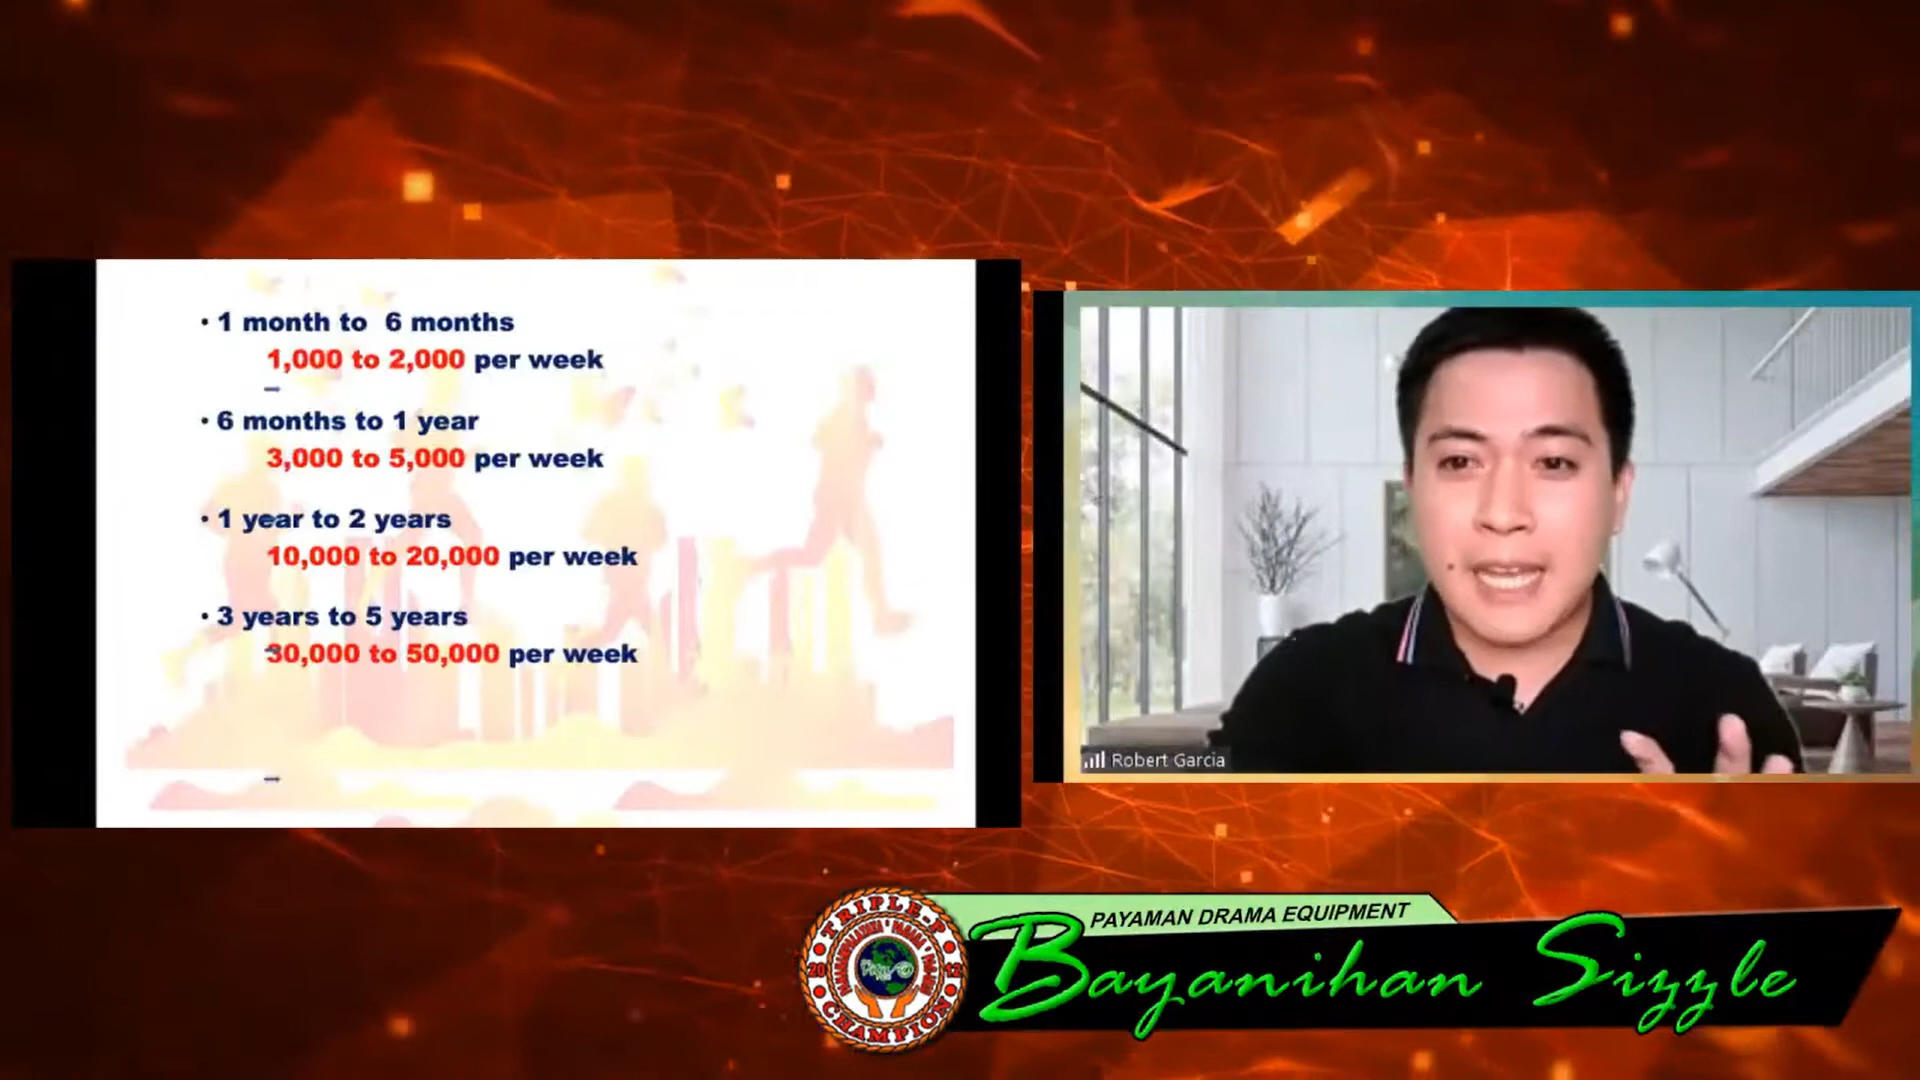 • 1 month to 6 months
1,000 to 2,000 per week
–
• 6 months to 1 year
3,000 to 5,000 per week
• 1 year to 2 years
10,000 to 20,000 per week
• 3 years to 5 years
30,000 to 50,000 per week
–
Robert Garcia
PAYAMAN DRAMA EQUIPMENT
Bayanihan Sizzle
TRIPLE-P
20 12
CHAMPION